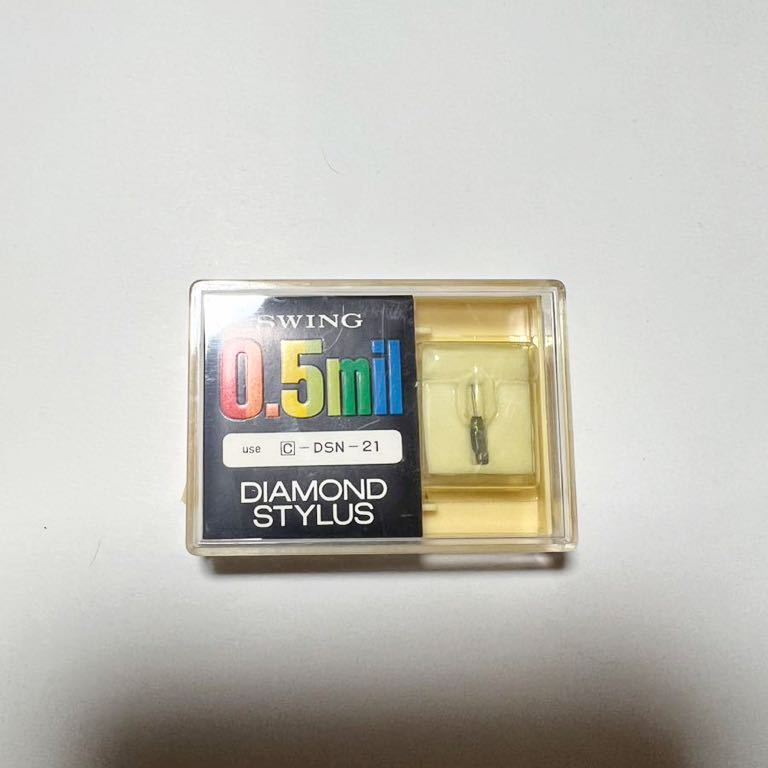 SWING
0.5mil
use 🄲-DSN-21
DIAMOND
STYLUS